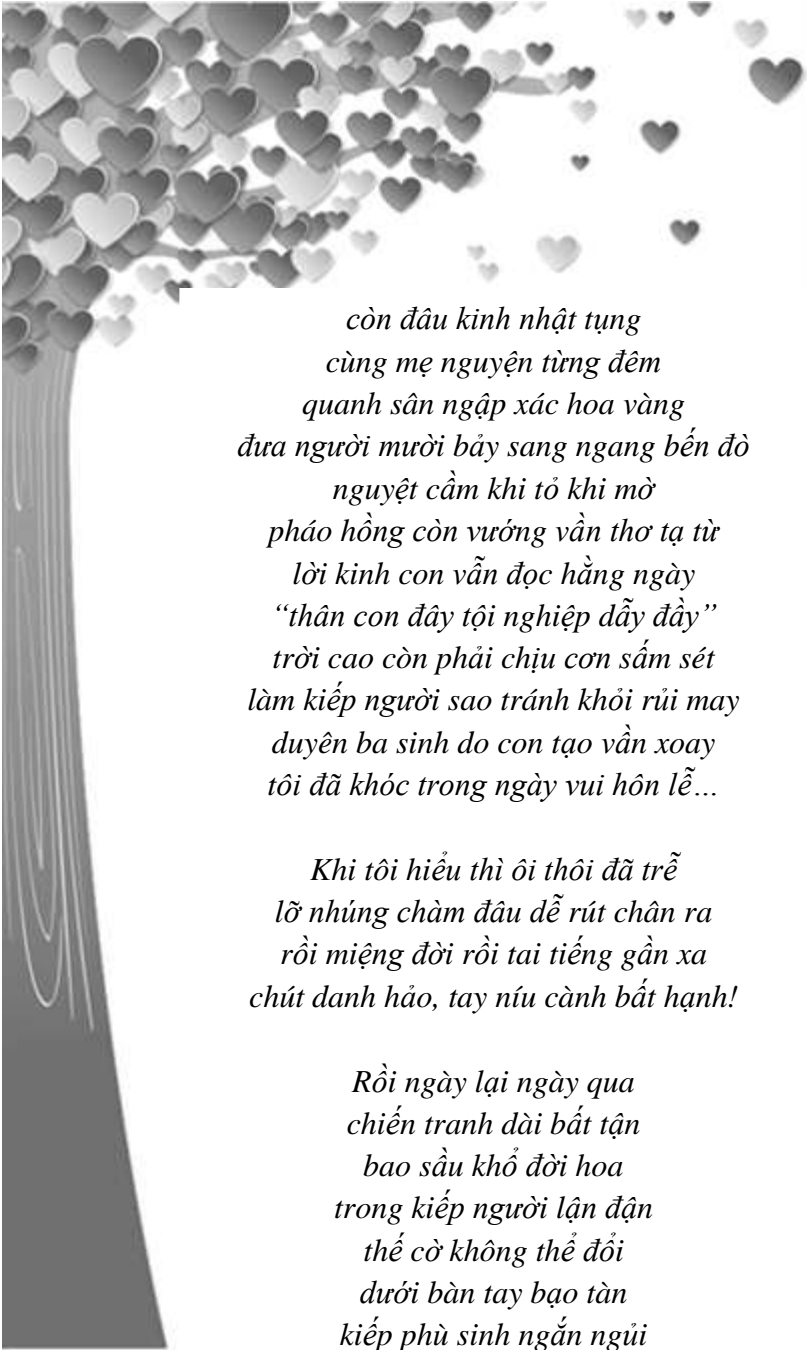 còn đâu kinh nhật tụng
cùng mẹ nguyện từng đêm
quanh sân ngập xác hoa vàng
đưa người mười bảy sang ngang bến đò
nguyệt cầm khi tỏ khi mờ
pháo hồng còn vướng vần thơ tạ từ
lời kinh con vẫn đọc hằng ngày
“thân con đây tội nghiệp dẫy đầy”
trời cao còn phải chịu cơn sấm sét
làm kiếp người sao tránh khỏi rủi may
duyên ba sinh do con tạo vần xoay
tôi đã khóc trong ngày vui hôn lễ…

Khi tôi hiểu thì ôi thôi đã trễ
lỡ nhúng chàm đâu dễ rút chân ra
rồi miệng đời rồi tai tiếng gần xa
chút danh hảo, tay níu cành bất hạnh!

Rồi ngày lại ngày qua
chiến tranh dài bất tận
bao sầu khổ đời hoa
trong kiếp người lận đận
thế cờ không thể đổi
dưới bàn tay bạo tàn
kiếp phù sinh ngắn ngủi